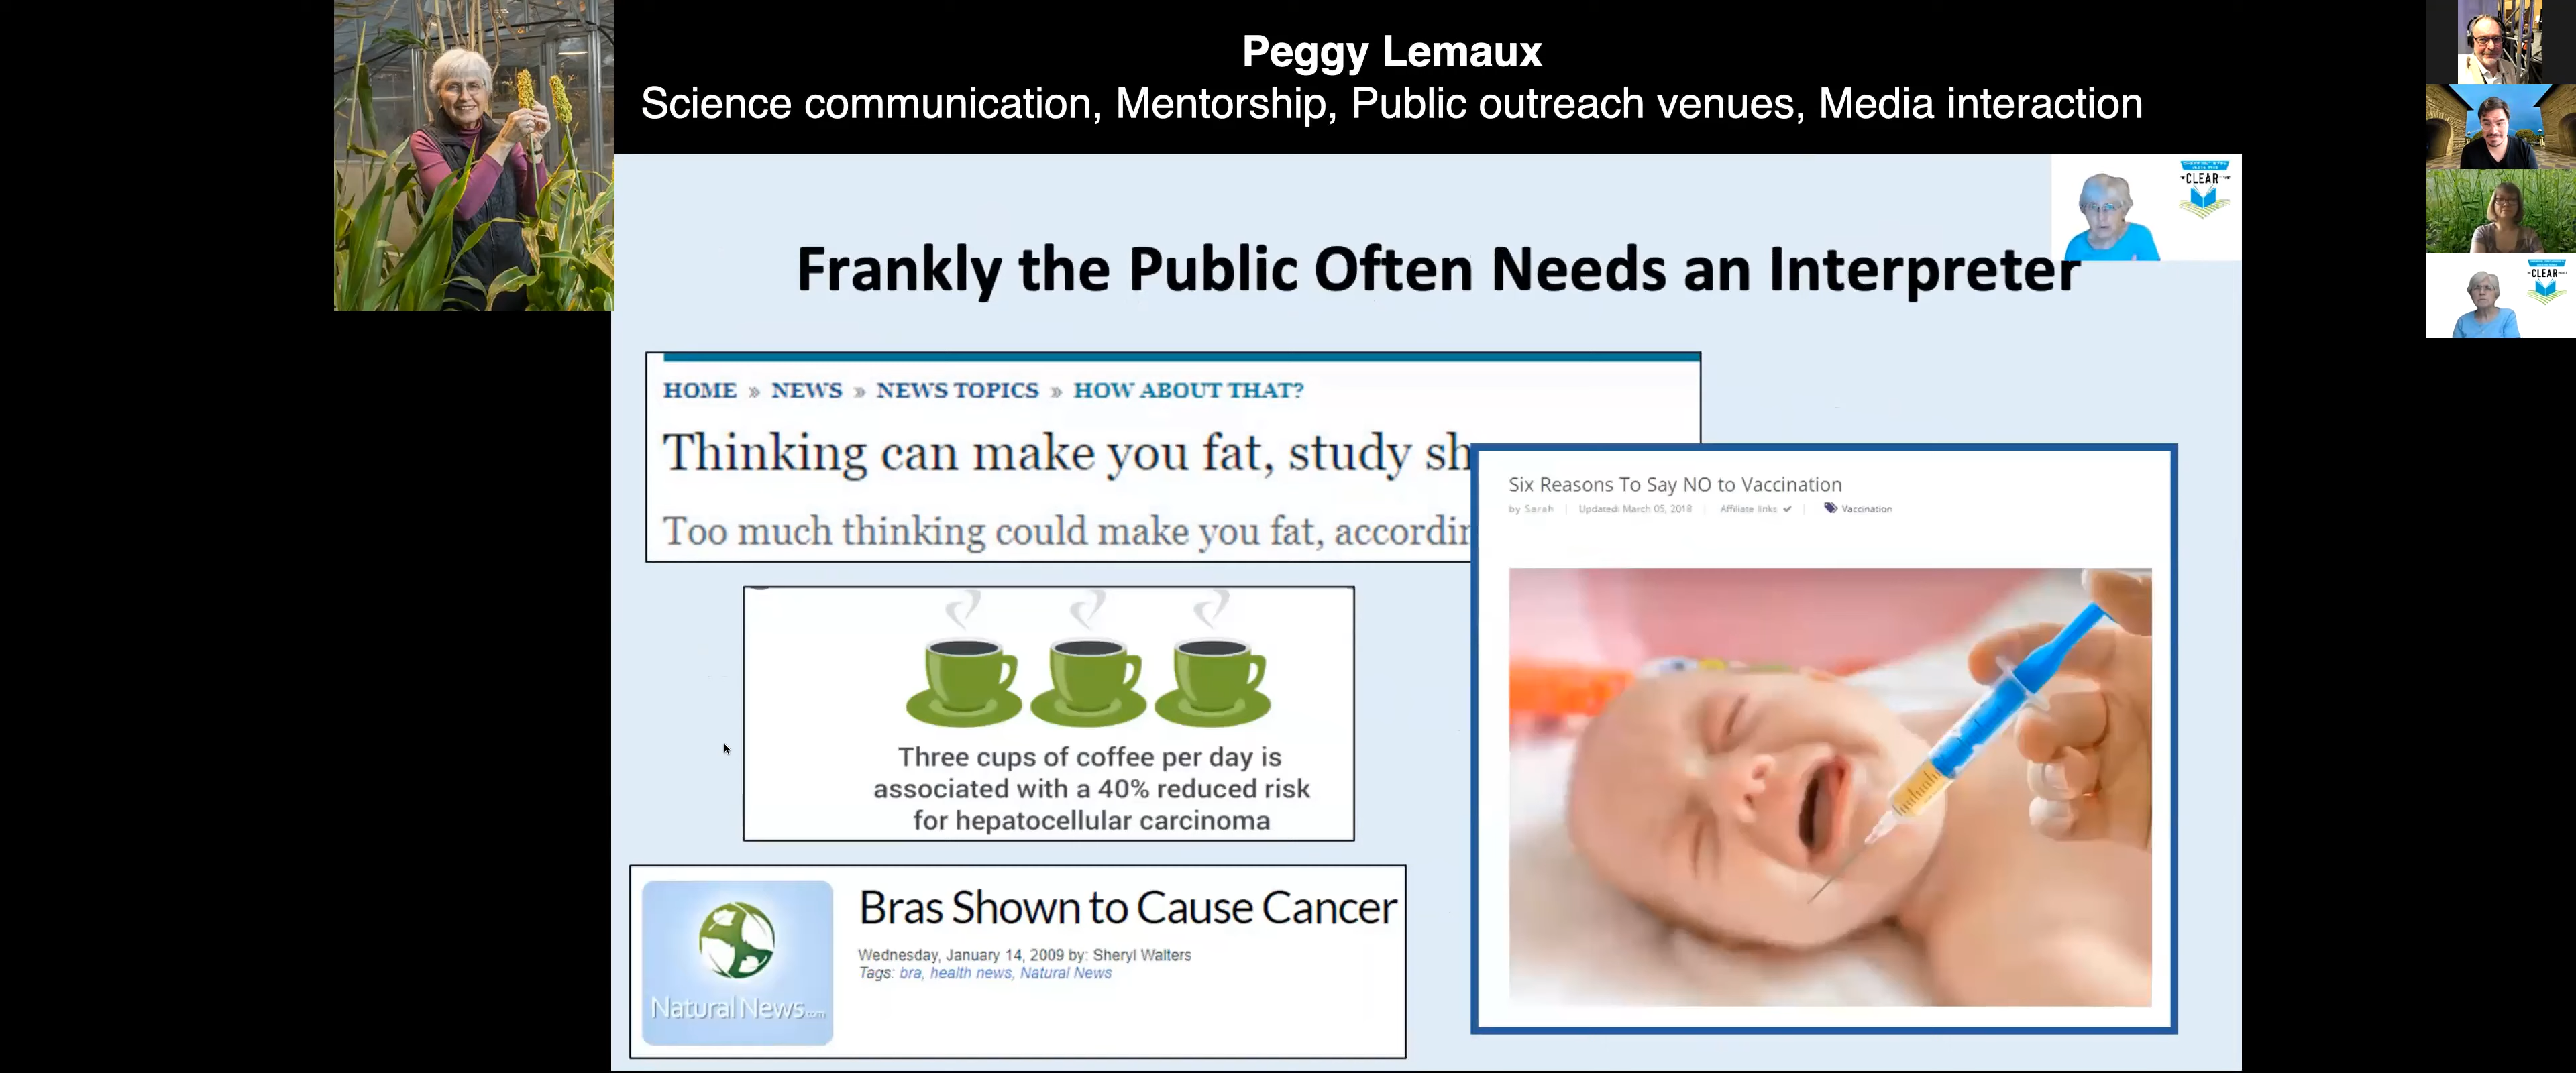 Peggy Lemaux
Science communication, Mentorship, Public outreach venues, Media interaction
CLEAR
CLEAR
Frankly the Public Often Needs an Interpreter
HOME » NEWS » NEWS TOPICS » HOW ABOUT THAT?
Thinking can make you fat, study sh
Too much thinking could make you fat, accordin
Six Reasons To Say NO to Vaccination
by Sarah | Updated: March 05, 2018 | Affiliate links ✓ | Vaccination
Three cups of coffee per day is
associated with a 40% reduced risk
for hepatocellular carcinoma
Bras Shown to Cause Cancer
Wednesday, January 14, 2009 by: Sheryl Walters
Tags: bra, health news, Natural News
NaturalNews.com